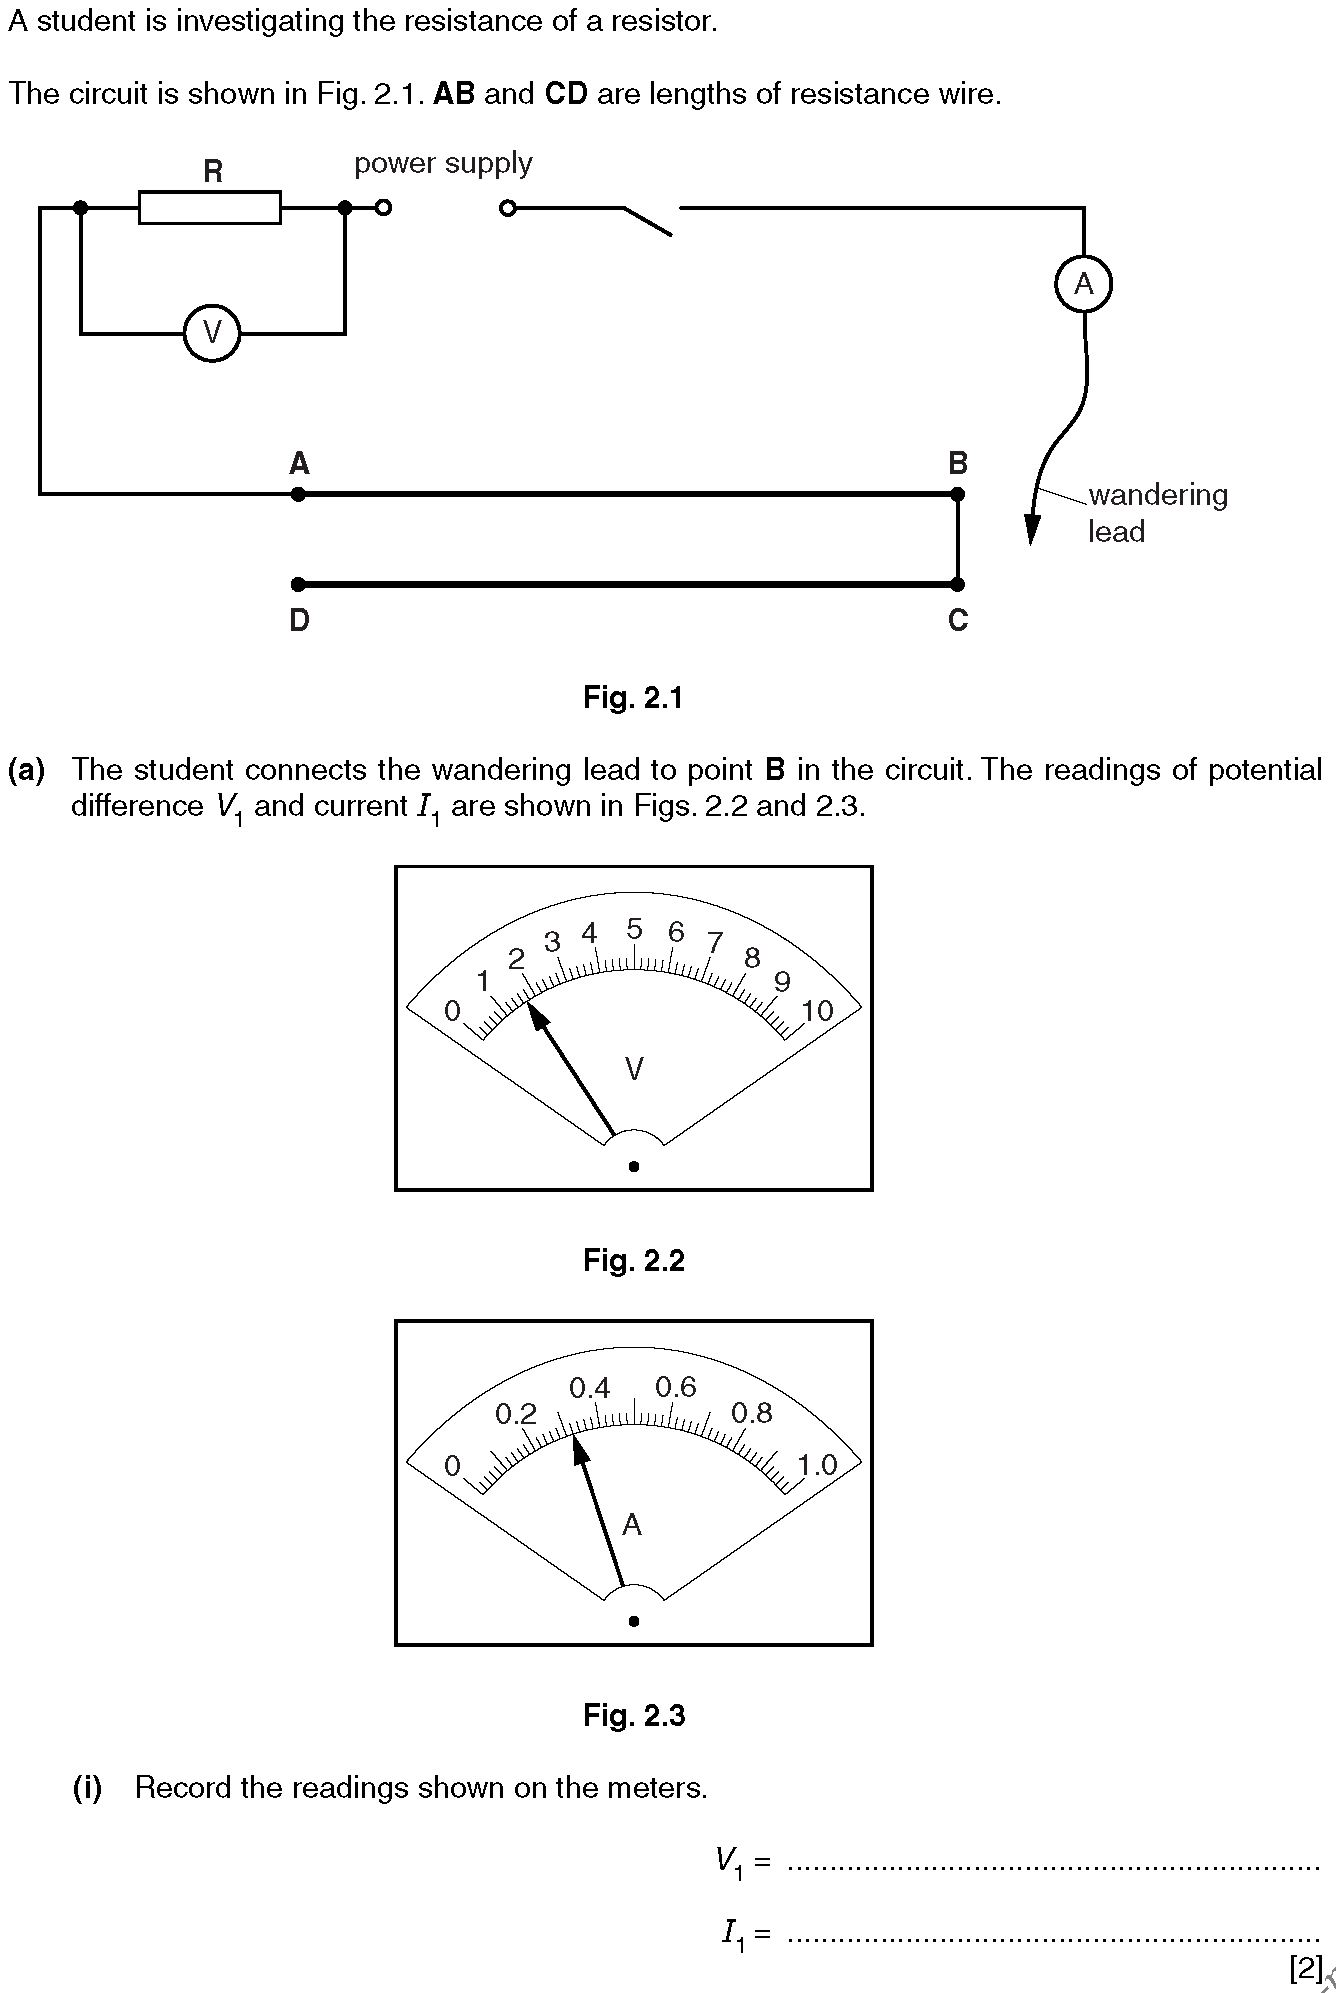 A student is investigating the resistance of a resistor.
The circuit is shown in Fig. 2.1. AB and CD are lengths of resistance wire.
R
power supply
V
A
A
B
wandering
lead
D
C
Fig. 2.1
(a) The student connects the wandering lead to point B in the circuit. The readings of potential
difference V1 and current I1 are shown in Figs. 2.2 and 2.3.
0 1 2 3 4 5 6 7 8 9 10
V
Fig. 2.2
0 0.2 0.4 0.6 0.8 1.0
A
Fig. 2.3
(i) Record the readings shown on the meters.
V1 = ................................................................
I1 = ................................................................
[2]